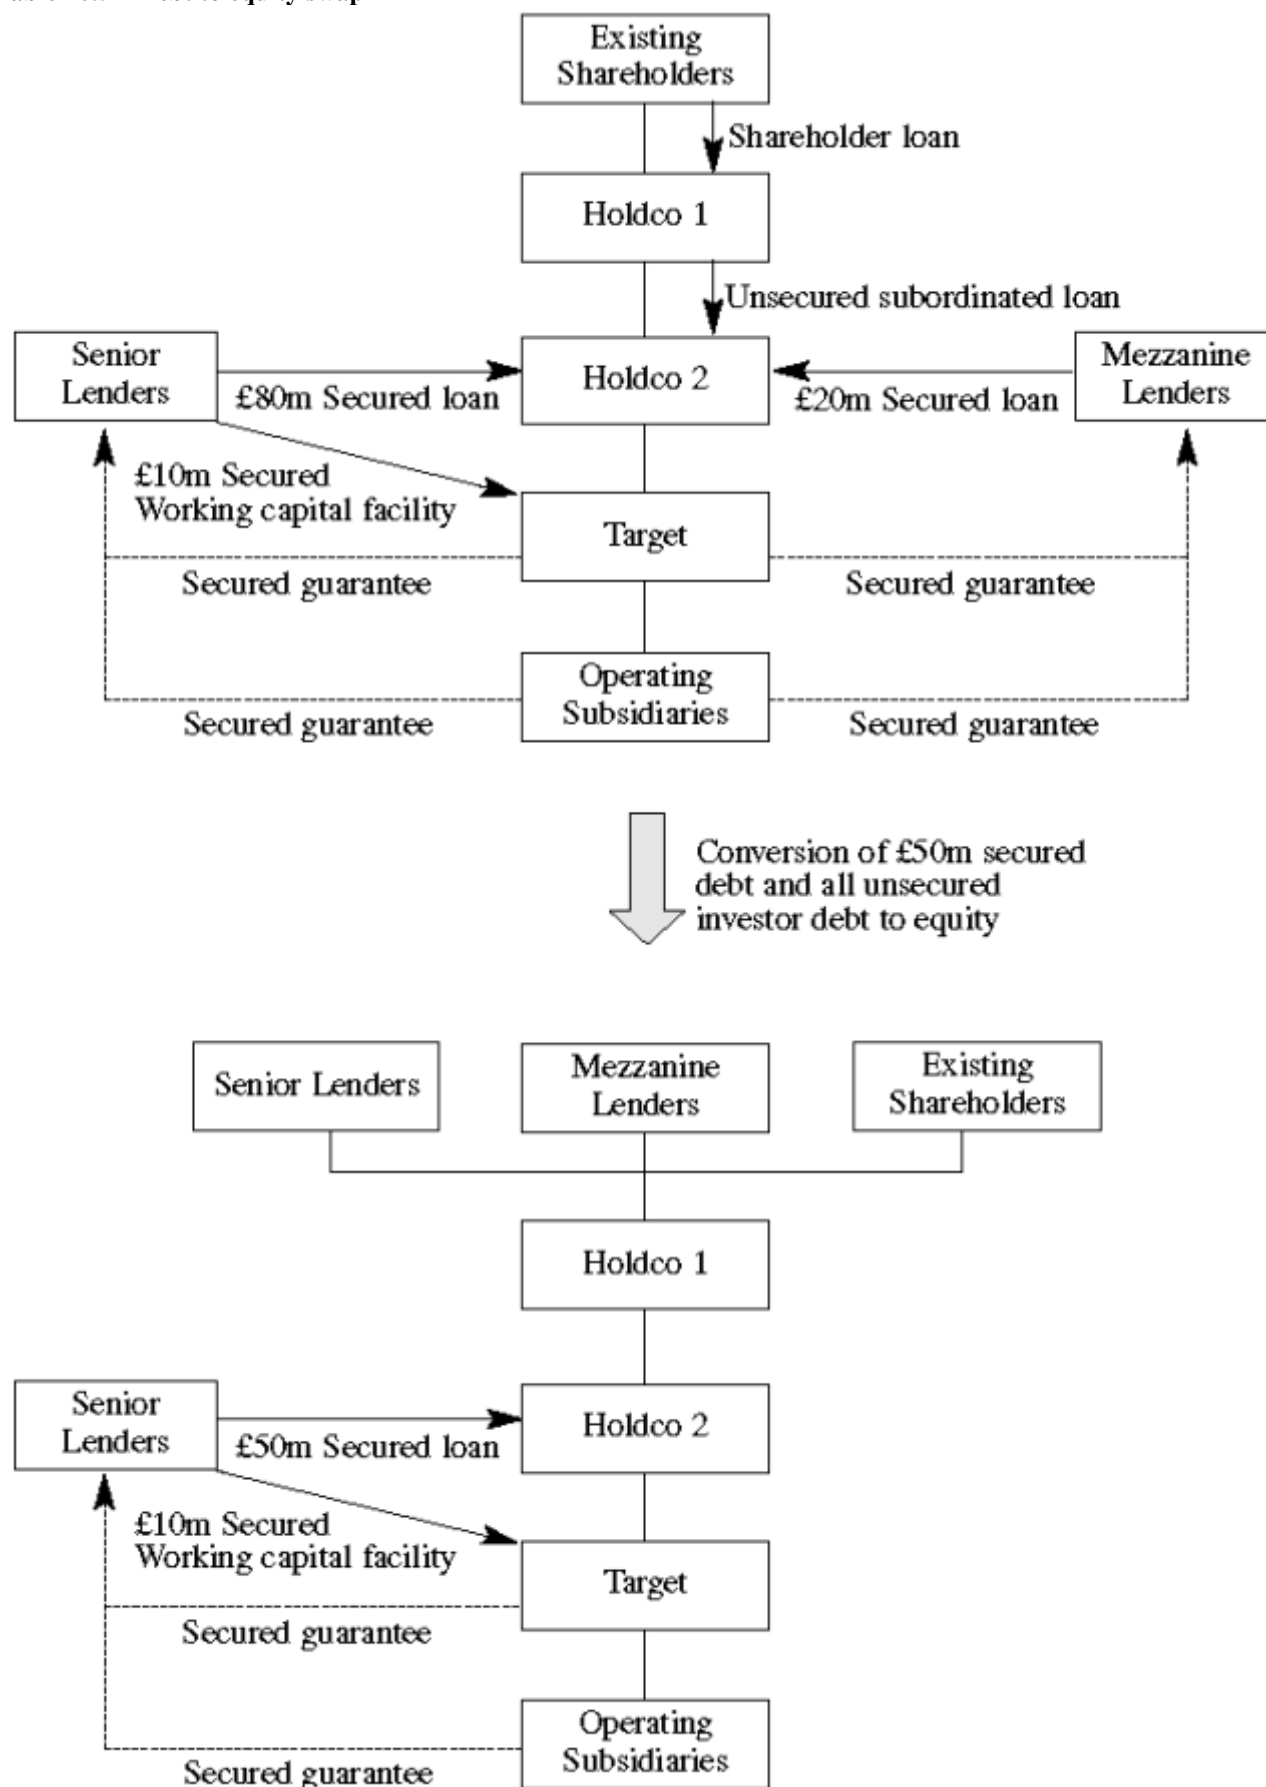 Existing
Shareholders
Shareholder loan
Holdco 1
Unsecured subordinated loan
Senior
Lenders
£80m Secured loan
Holdco 2
£20m Secured loan
Mezzanine
Lenders
£10m Secured
Working capital facility
Target
Secured guarantee
Secured guarantee
Operating
Subsidiaries
Secured guarantee
Secured guarantee
Conversion of £50m secured
debt and all unsecured
investor debt to equity
Senior Lenders
Mezzanine
Lenders
Existing
Shareholders
Holdco 1
Senior
Lenders
£50m Secured loan
Holdco 2
£10m Secured
Working capital facility
Target
Secured guarantee
Operating
Subsidiaries
Secured guarantee